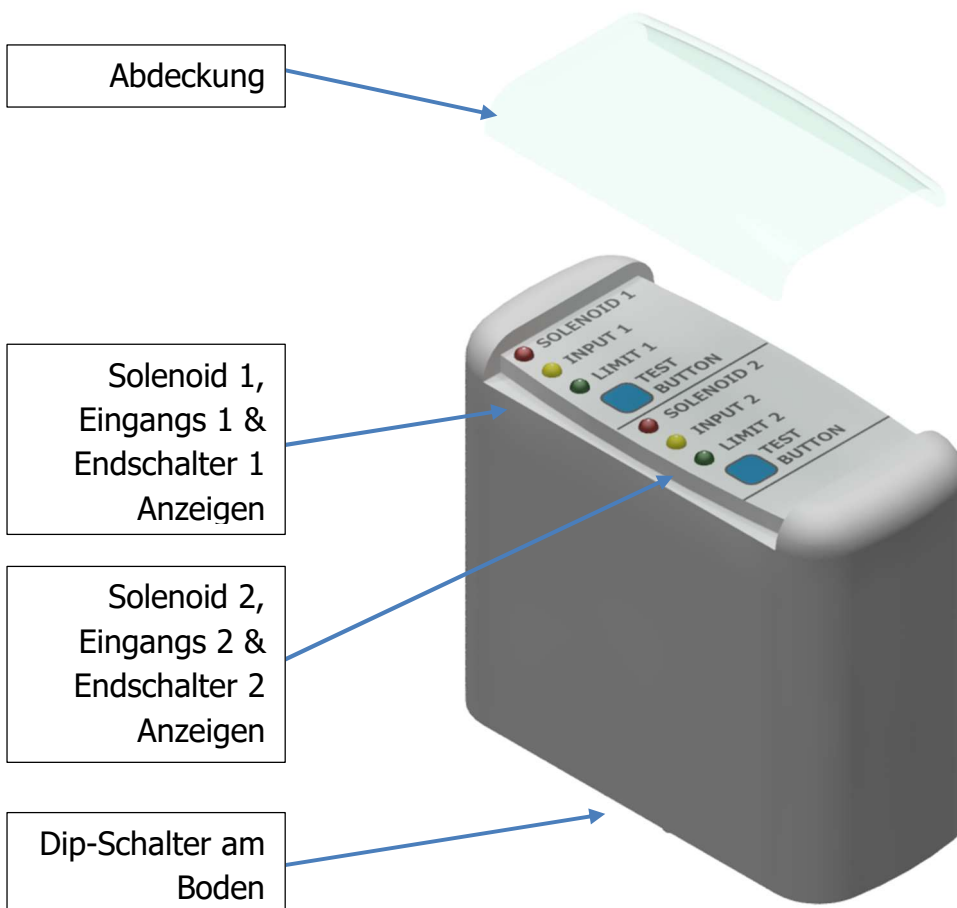 Abdeckung
SOLENOID 1
INPUT 1
LIMIT 1
TEST
BUTTON
SOLENOID 2
INPUT 2
LIMIT 2
TEST
BUTTON
Solenoid 1,
Eingangs 1 &
Endschalter 1
Anzeigen
Solenoid 2,
Eingangs 2 &
Endschalter 2
Anzeigen
Dip-Schalter am
Boden